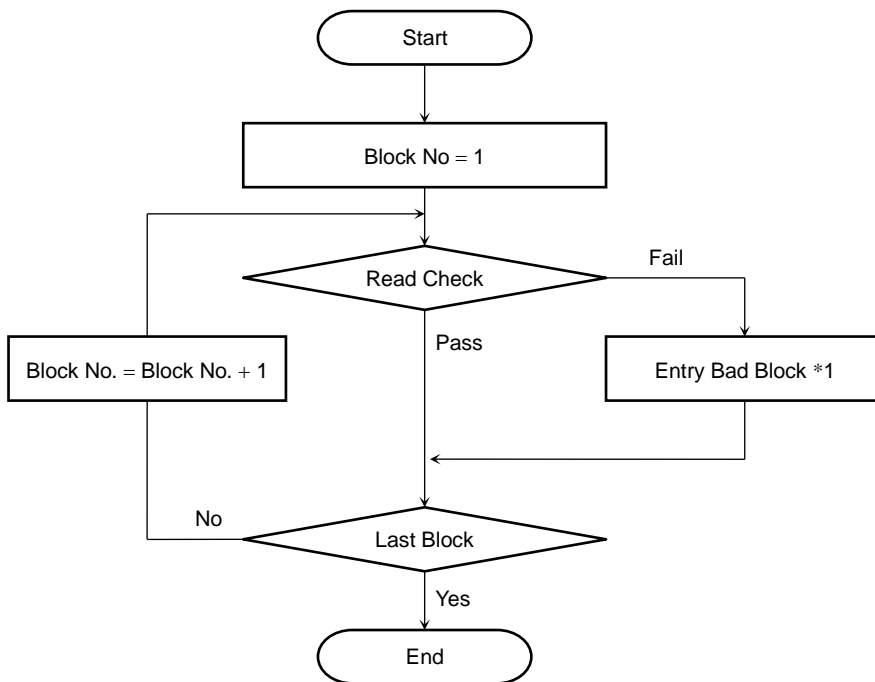 Start
Block No = 1
Read Check
Fail
Pass
Block No. = Block No. + 1
Entry Bad Block *1
No
Last Block
Yes
End